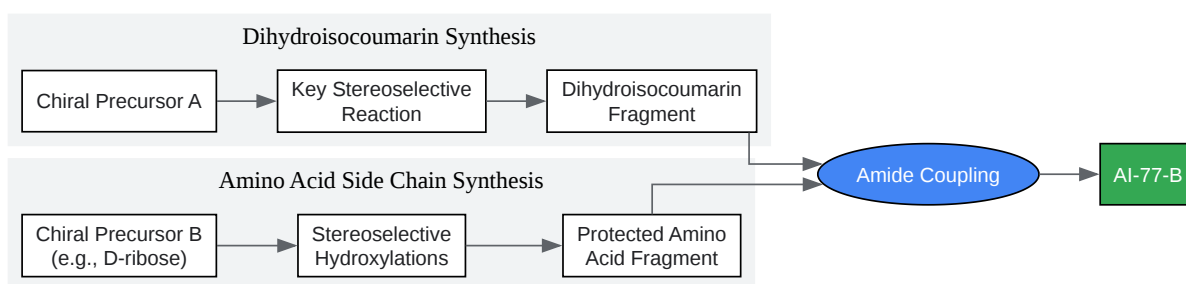 Dihydroisocoumarin Synthesis
Chiral Precursor A
Key Stereoselective
Reaction
Dihydroisocoumarin
Fragment
Amino Acid Side Chain Synthesis
Chiral Precursor B
(e.g., D-ribose)
Stereoselective
Hydroxylations
Protected Amino
Acid Fragment
Amide Coupling
AI-77-B